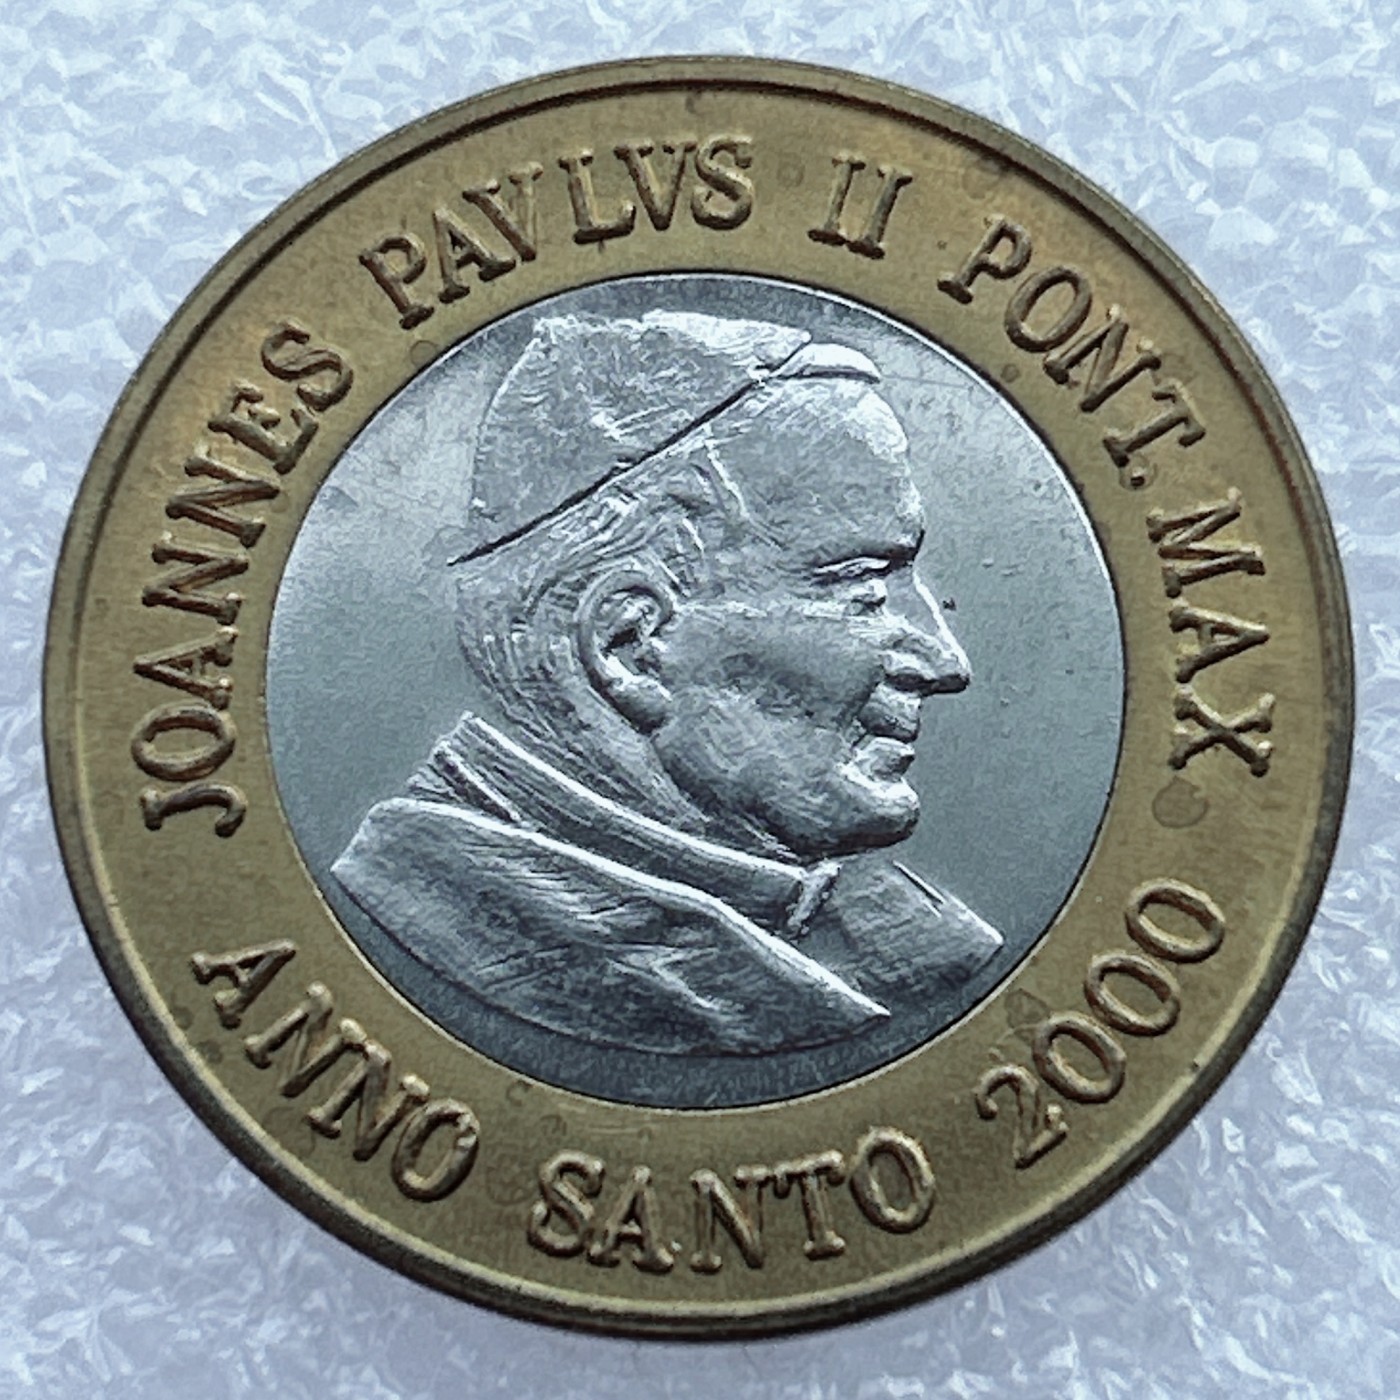 JOANNES PAVLVS II PONT. MAX
ANNO SANTO 2000